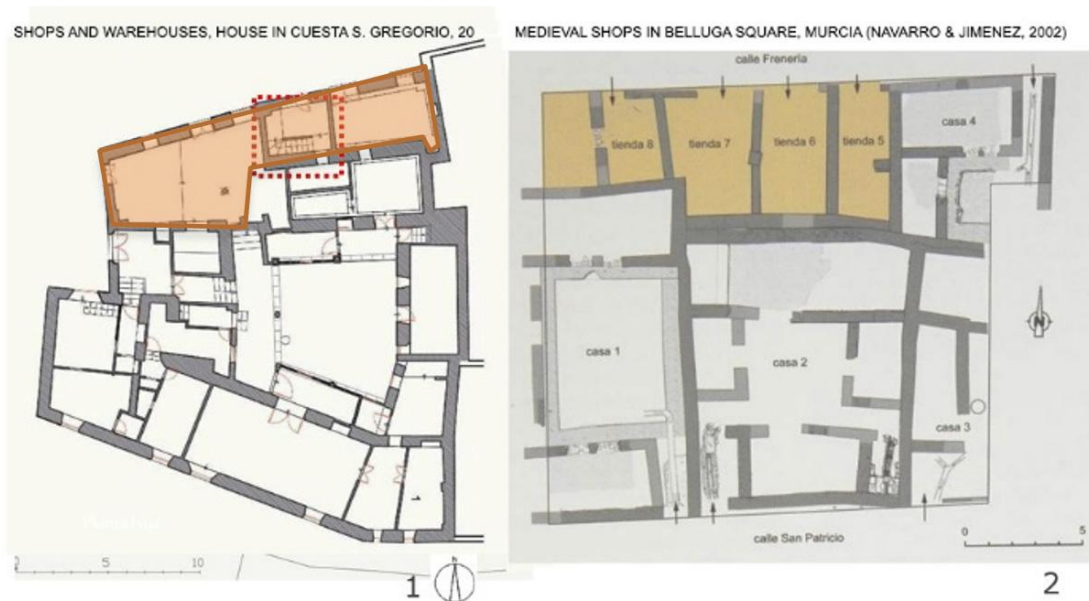 SHOPS AND WAREHOUSES, HOUSE IN CUESTA S. GREGORIO, 20
MEDIEVAL SHOPS IN BELLUGA SQUARE, MURCIA (NAVARRO & JIMENEZ, 2002)
0 5 10
N
1
calle Frenería
tienda 8
tienda 7
tienda 6
tienda 5
casa 4
N
casa 1
casa 2
casa 3
calle San Patricio
0 5
2